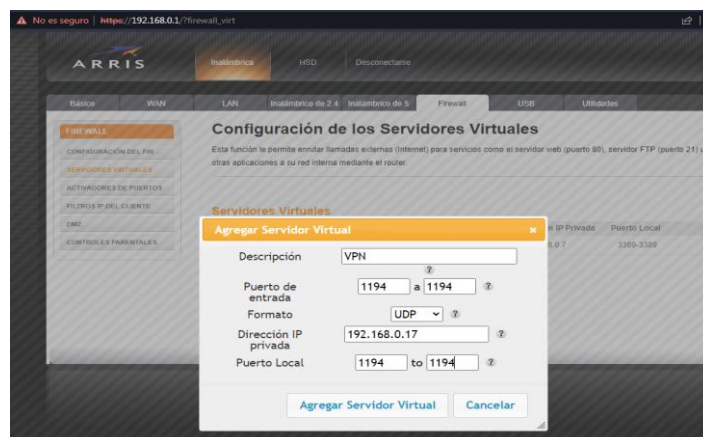 No es seguro | https://192.168.0.1/?firewall_virt
ARRIS
Inalámbrica HSD Desconectarse
Básico WAN LAN Inalámbrico de 2.4 Inalámbrico de 5 Firewall USB Utilidades
FIREWALL
CONFIGURACIÓN DEL FIR...
SERVIDORES VIRTUALES
ACTIVADORES DE PUERTOS
FILTROS IP DEL CLIENTE
DMZ
CONTROLES PARENTALES
Configuración de los Servidores Virtuales
Esta función le permite enrutar llamadas externas (Internet) para servicios como el servidor web (puerto 80), servidor FTP (puerto 21) u
otras aplicaciones a su red interna mediante el router.
Servidores Virtuales
n IP Privada Puerto Local
0.7 3389-3389
Agregar Servidor Virtual ×
Descripción VPN
?
Puerto de entrada 1194 a 1194 ?
Formato UDP ?
Dirección IP privada 192.168.0.17 ?
Puerto Local 1194 to 1194 ?
Agregar Servidor Virtual Cancelar